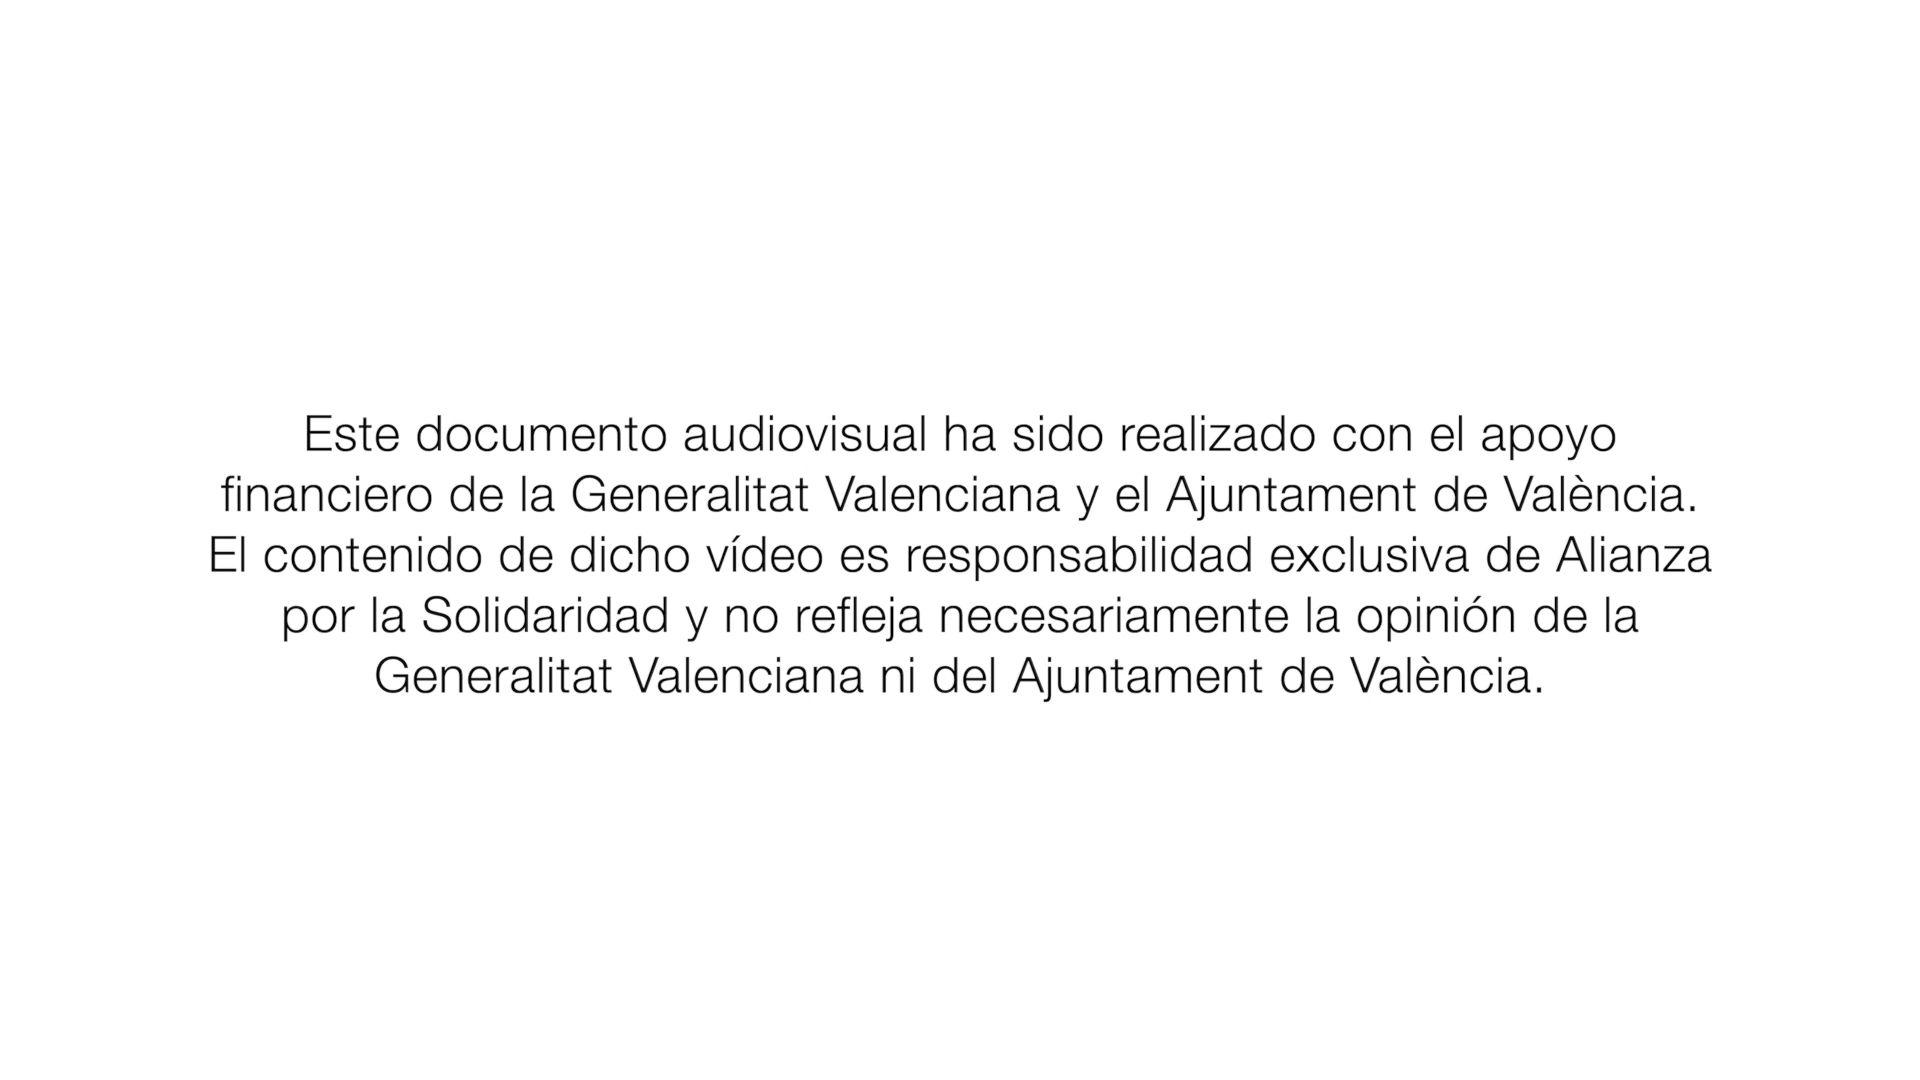 Este documento audiovisual ha sido realizado con el apoyo
financiero de la Generalitat Valenciana y el Ajuntament de València.
El contenido de dicho vídeo es responsabilidad exclusiva de Alianza
por la Solidaridad y no refleja necesariamente la opinión de la
Generalitat Valenciana ni del Ajuntament de València.